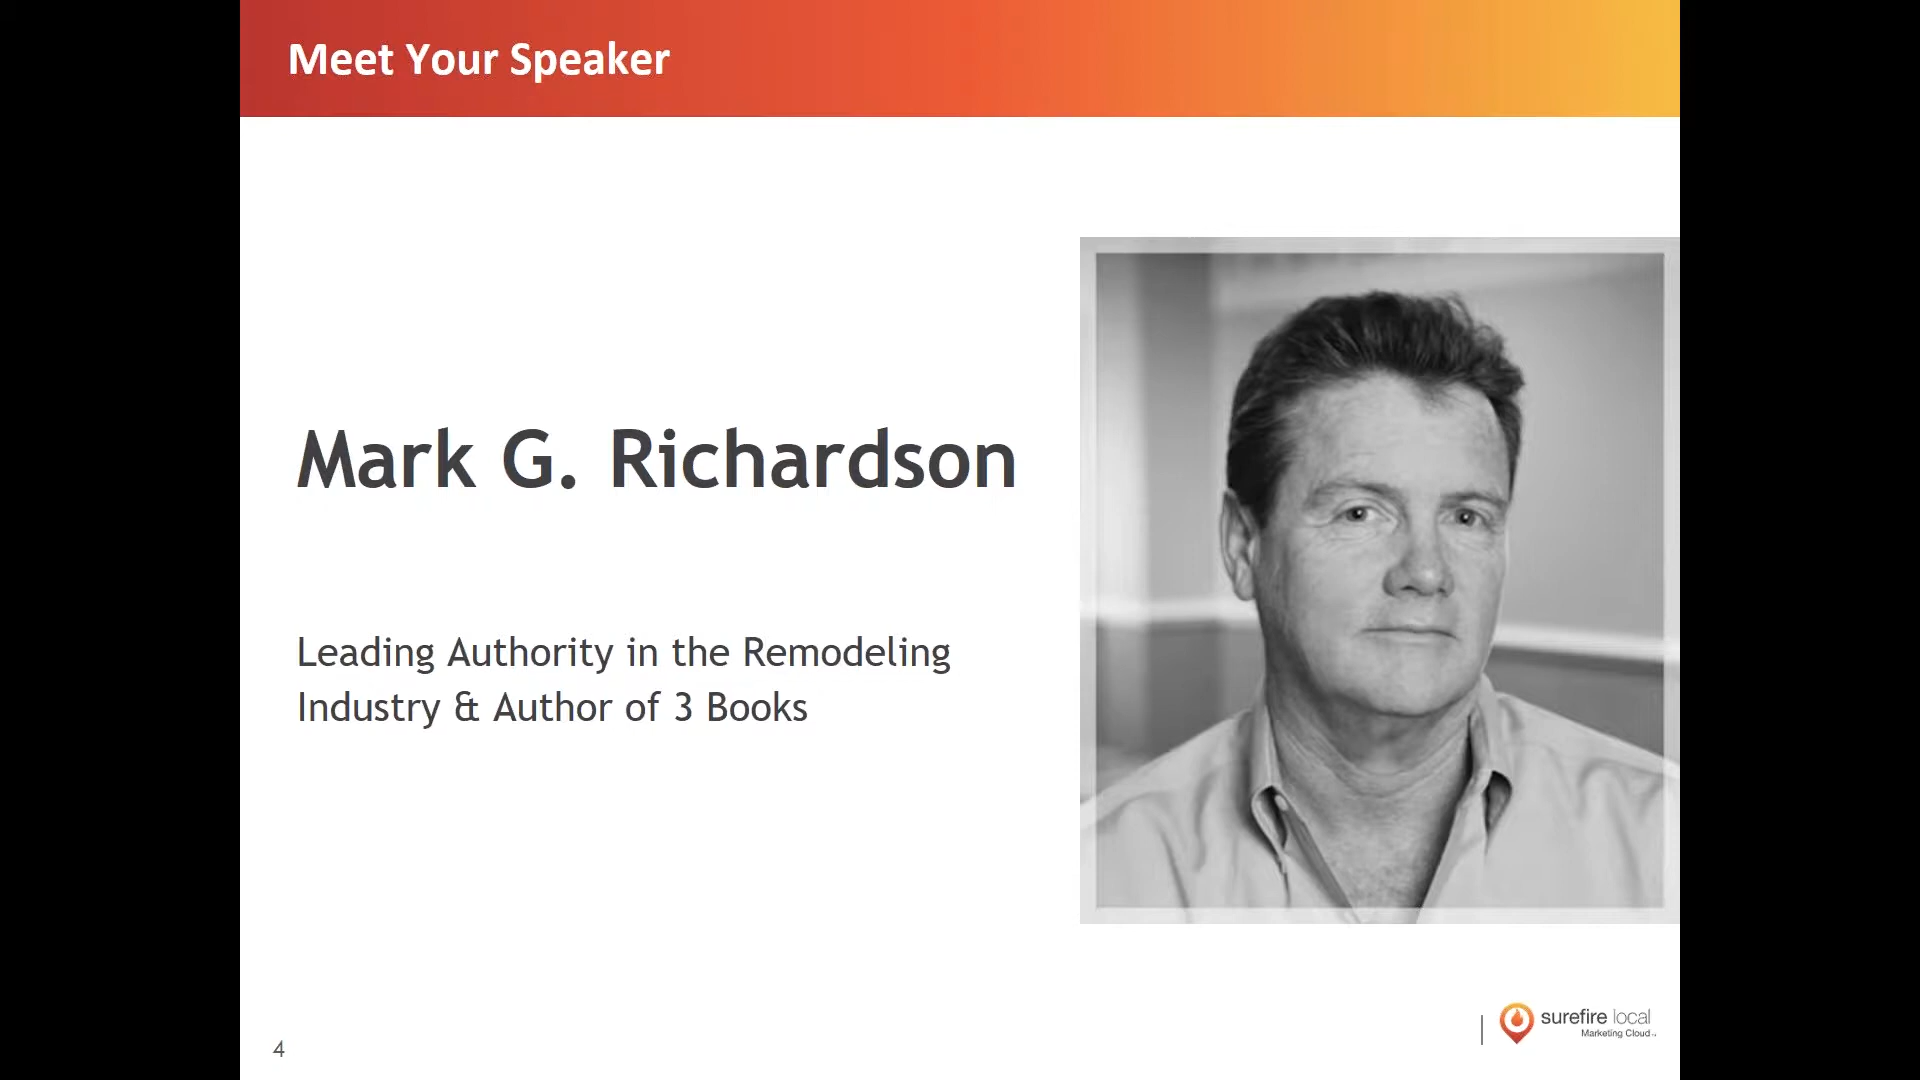 Meet Your Speaker
Mark G. Richardson
Leading Authority in the Remodeling
Industry & Author of 3 Books
4
surefire local
Marketing Cloud™